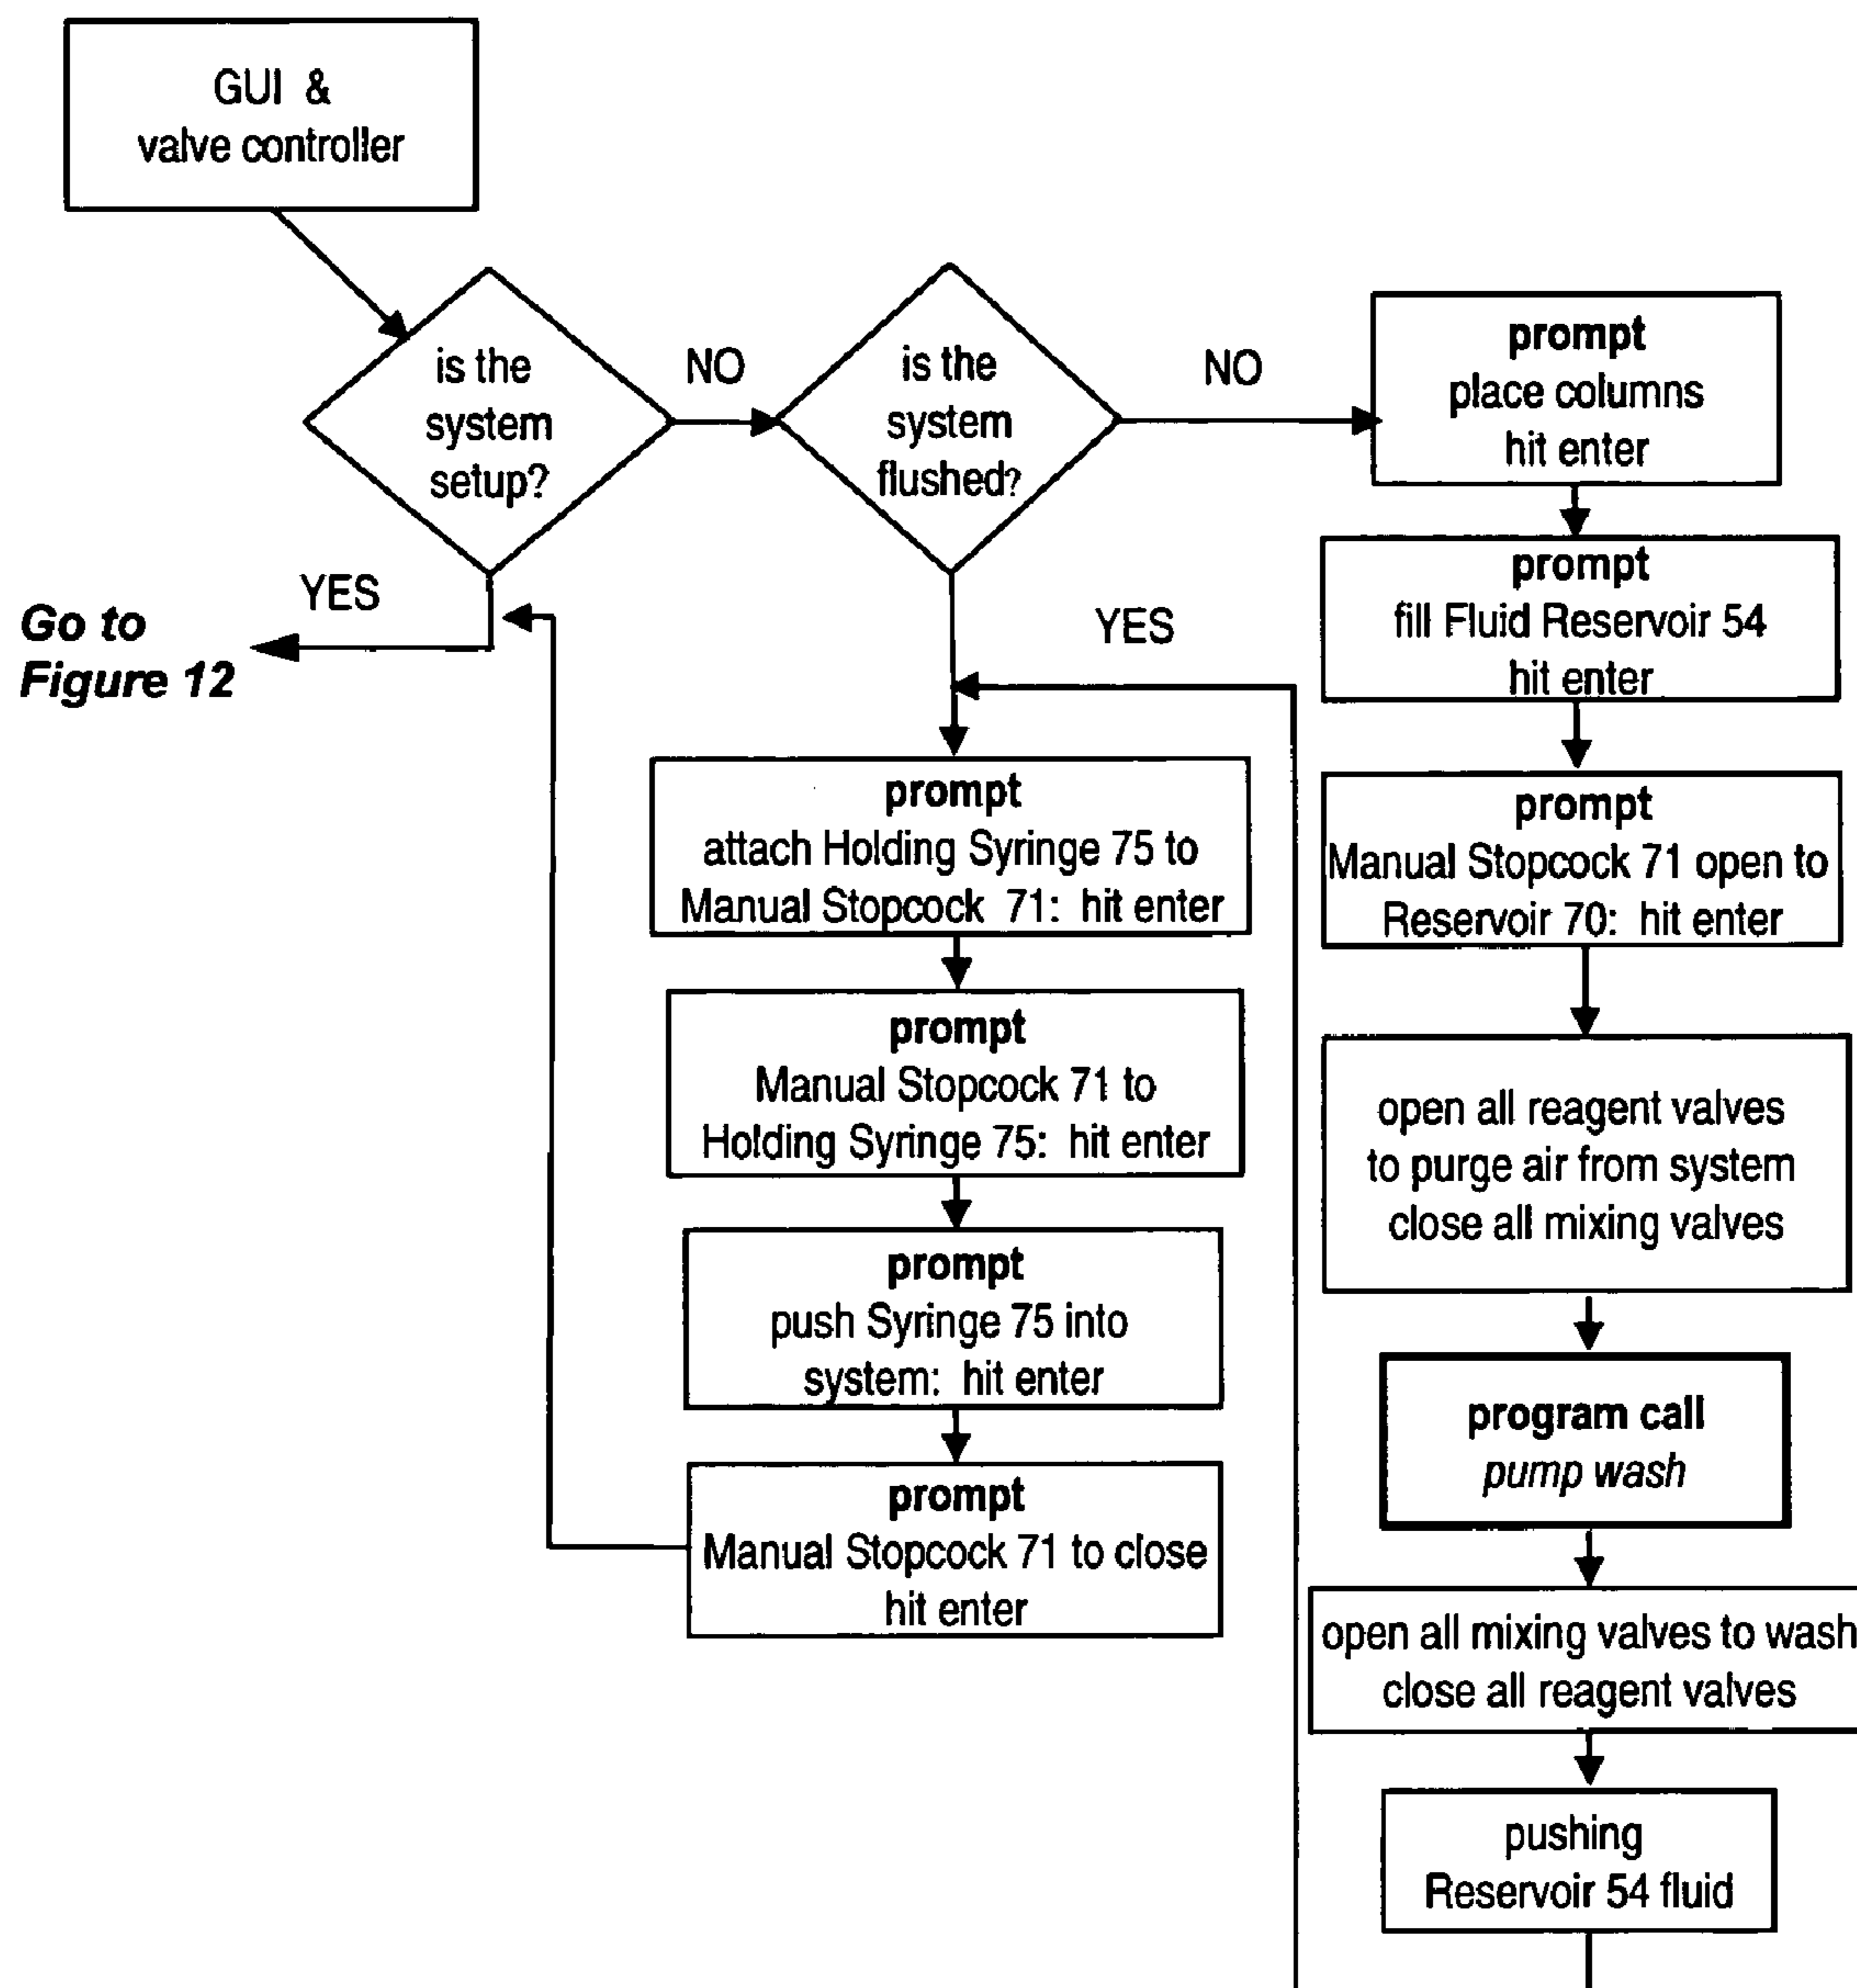 GUI &
valve controller
is the
system
setup?
NO
is the
system
flushed?
NO
prompt
place columns
hit enter
YES
Go to
Figure 12
YES
prompt
fill Fluid Reservoir 54
hit enter
prompt
attach Holding Syringe 75 to
Manual Stopcock 71: hit enter
prompt
Manual Stopcock 71 open to
Reservoir 70: hit enter
prompt
Manual Stopcock 71 to
Holding Syringe 75: hit enter
open all reagent valves
to purge air from system
close all mixing valves
prompt
push Syringe 75 into
system: hit enter
program call
pump wash
prompt
Manual Stopcock 71 to close
hit enter
open all mixing valves to wash
close all reagent valves
pushing
Reservoir 54 fluid